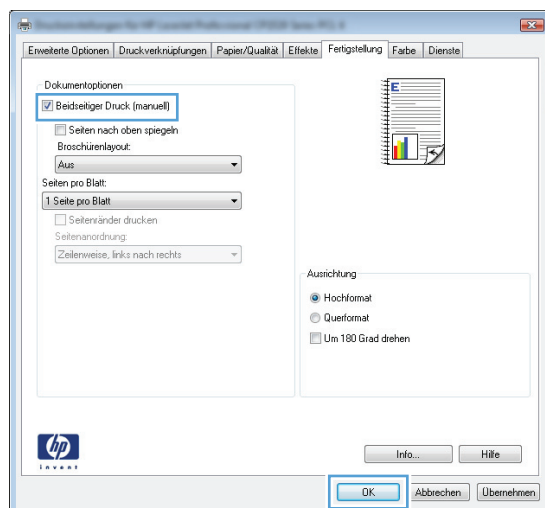 Erweiterte Optionen Druckverknüpfungen Papier/Qualität Effekte Fertigstellung Farbe Dienste
Dokumentoptionen
Beidseitiger Druck (manuell)
Seiten nach oben spiegeln
Broschürenlayout:
Aus
Seiten pro Blatt:
1 Seite pro Blatt
Seitenränder drucken
Seitenanordnung:
Zeilenweise, links nach rechts
E
Ausrichtung
Hochformat
Querformat
Um 180 Grad drehen
hp
invent
Info... Hilfe
OK Abbrechen Übernehmen